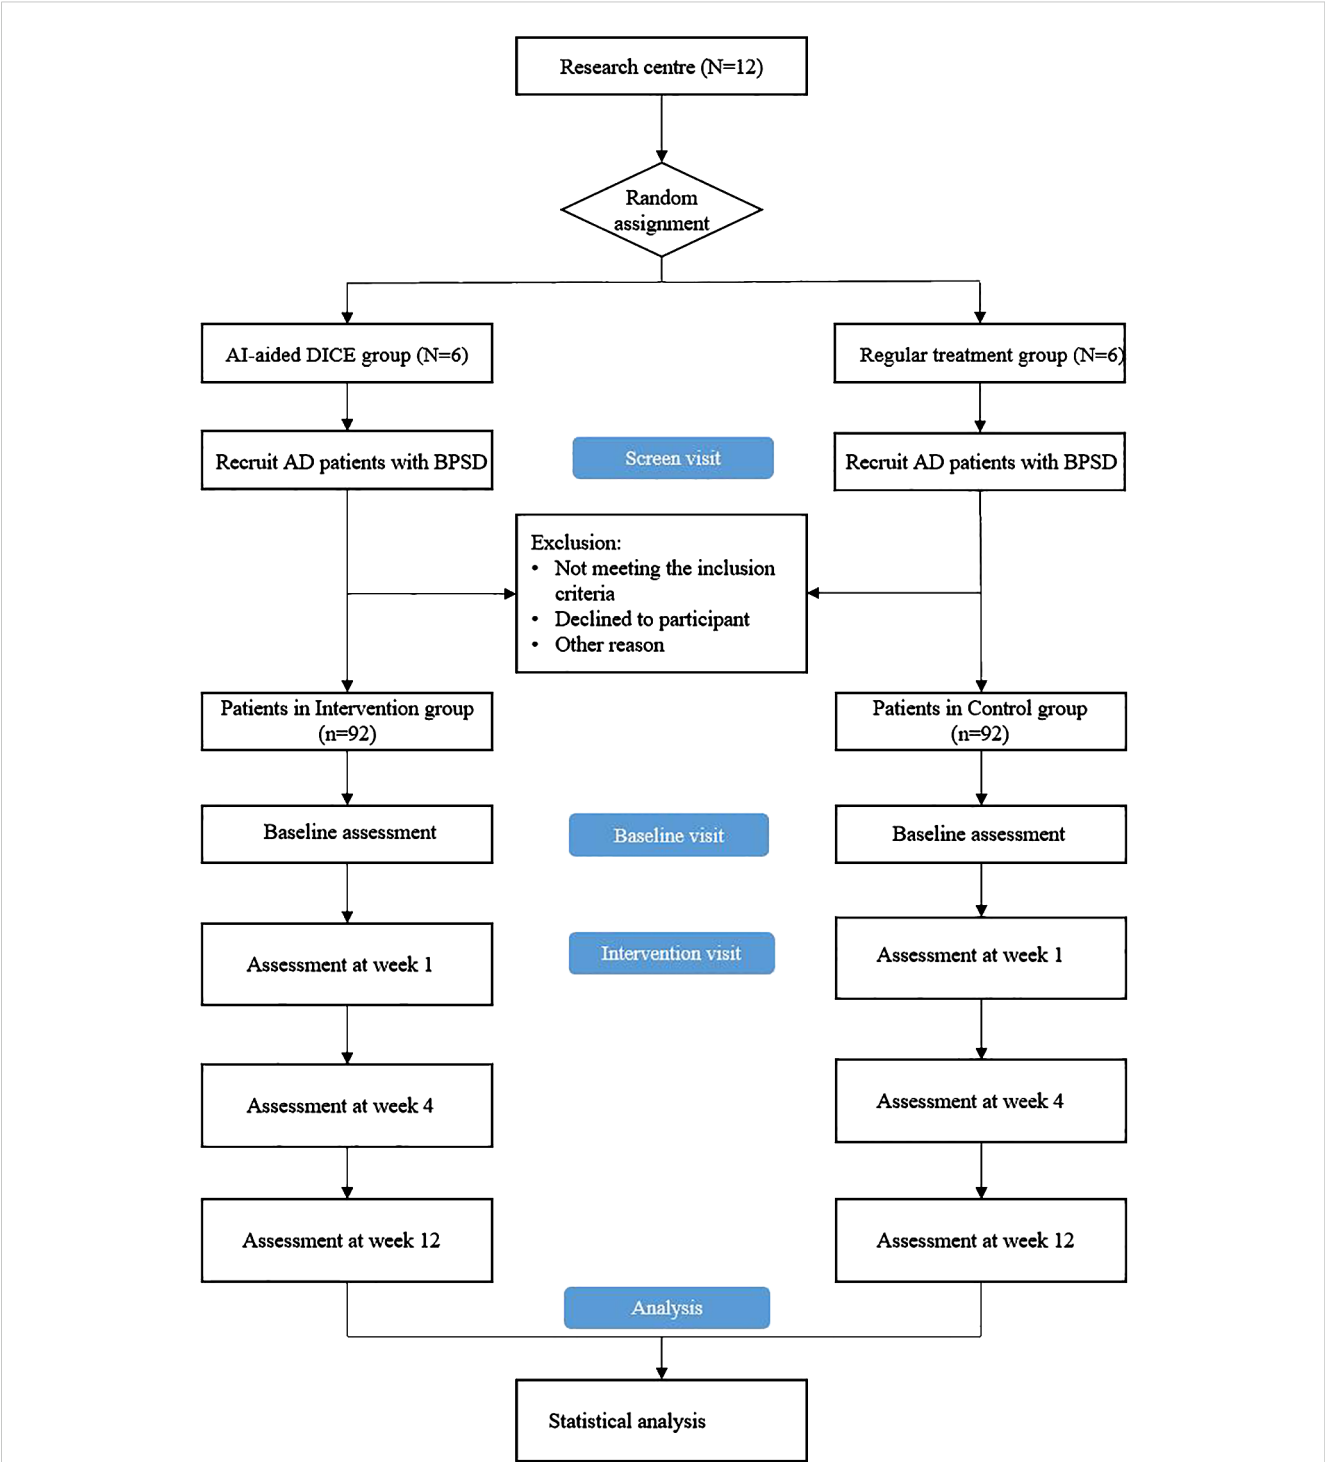 Research centre (N=12)
Random
assignment
AI-aided DICE group (N=6)
Regular treatment group (N=6)
Recruit AD patients with BPSD
Screen visit
Recruit AD patients with BPSD
Exclusion:
• Not meeting the inclusion
criteria
• Declined to participant
• Other reason
Patients in Intervention group
(n=92)
Patients in Control group
(n=92)
Baseline assessment
Baseline visit
Baseline assessment
Assessment at week 1
Intervention visit
Assessment at week 1
Assessment at week 4
Assessment at week 4
Assessment at week 12
Assessment at week 12
Analysis
Statistical analysis